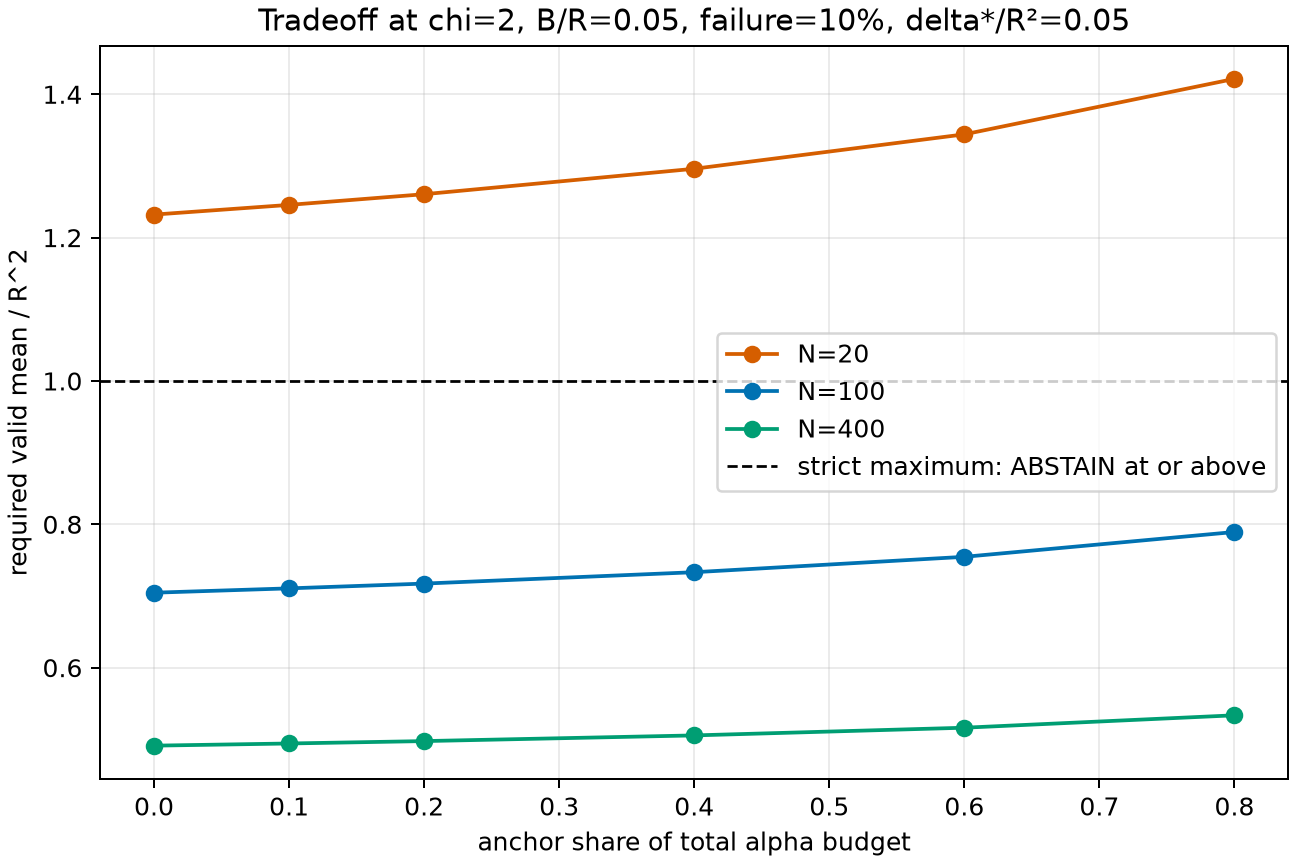 Tradeoff at chi=2, B/R=0.05, failure=10%, delta*/R²=0.05
required valid mean / R^2
1.4
1.2
1.0
0.8
0.6
N=20
N=100
N=400
strict maximum: ABSTAIN at or above
0.0 0.1 0.2 0.3 0.4 0.5 0.6 0.7 0.8
anchor share of total alpha budget